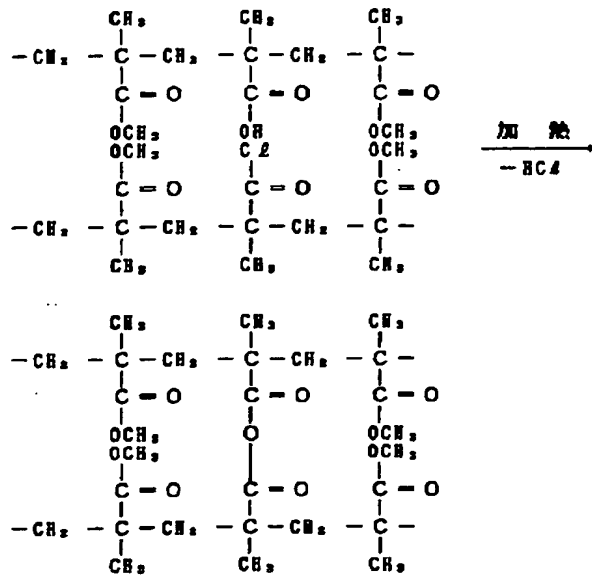 CH₃ CH₃ CH₃
－CH₂ －C－CH₂ －C－CH₂ －C－
C＝O C＝O C＝O
OCH₃ OH OCH₃
OCH₃ Cℓ OCH₃
加 熱
－HCℓ
C＝O C＝O C＝O
－CH₂ －C－CH₂ －C－CH₂ －C－
CH₃ CH₃ CH₃
CH₃ CH₃ CH₃
－CH₂ －C－CH₂ －C－CH₂ －C－
C＝O C＝O C＝O
OCH₃ O OCH₃
OCH₃ OCH₃
C＝O C＝O C＝O
－CH₂ －C－CH₂ －C－CH₂ －C－
CH₃ CH₃ CH₃